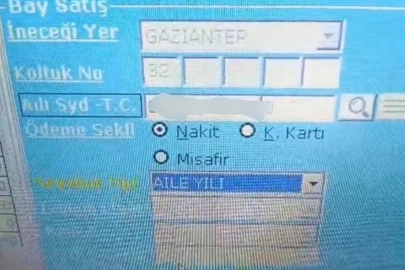 Bay Satış
İneceği Yer GAZİANTEP
Koltuk No 32
Adı Syd -T.C.
Ödeme Şekli Nakit K. Kartı
Misafir
AİLE YILI